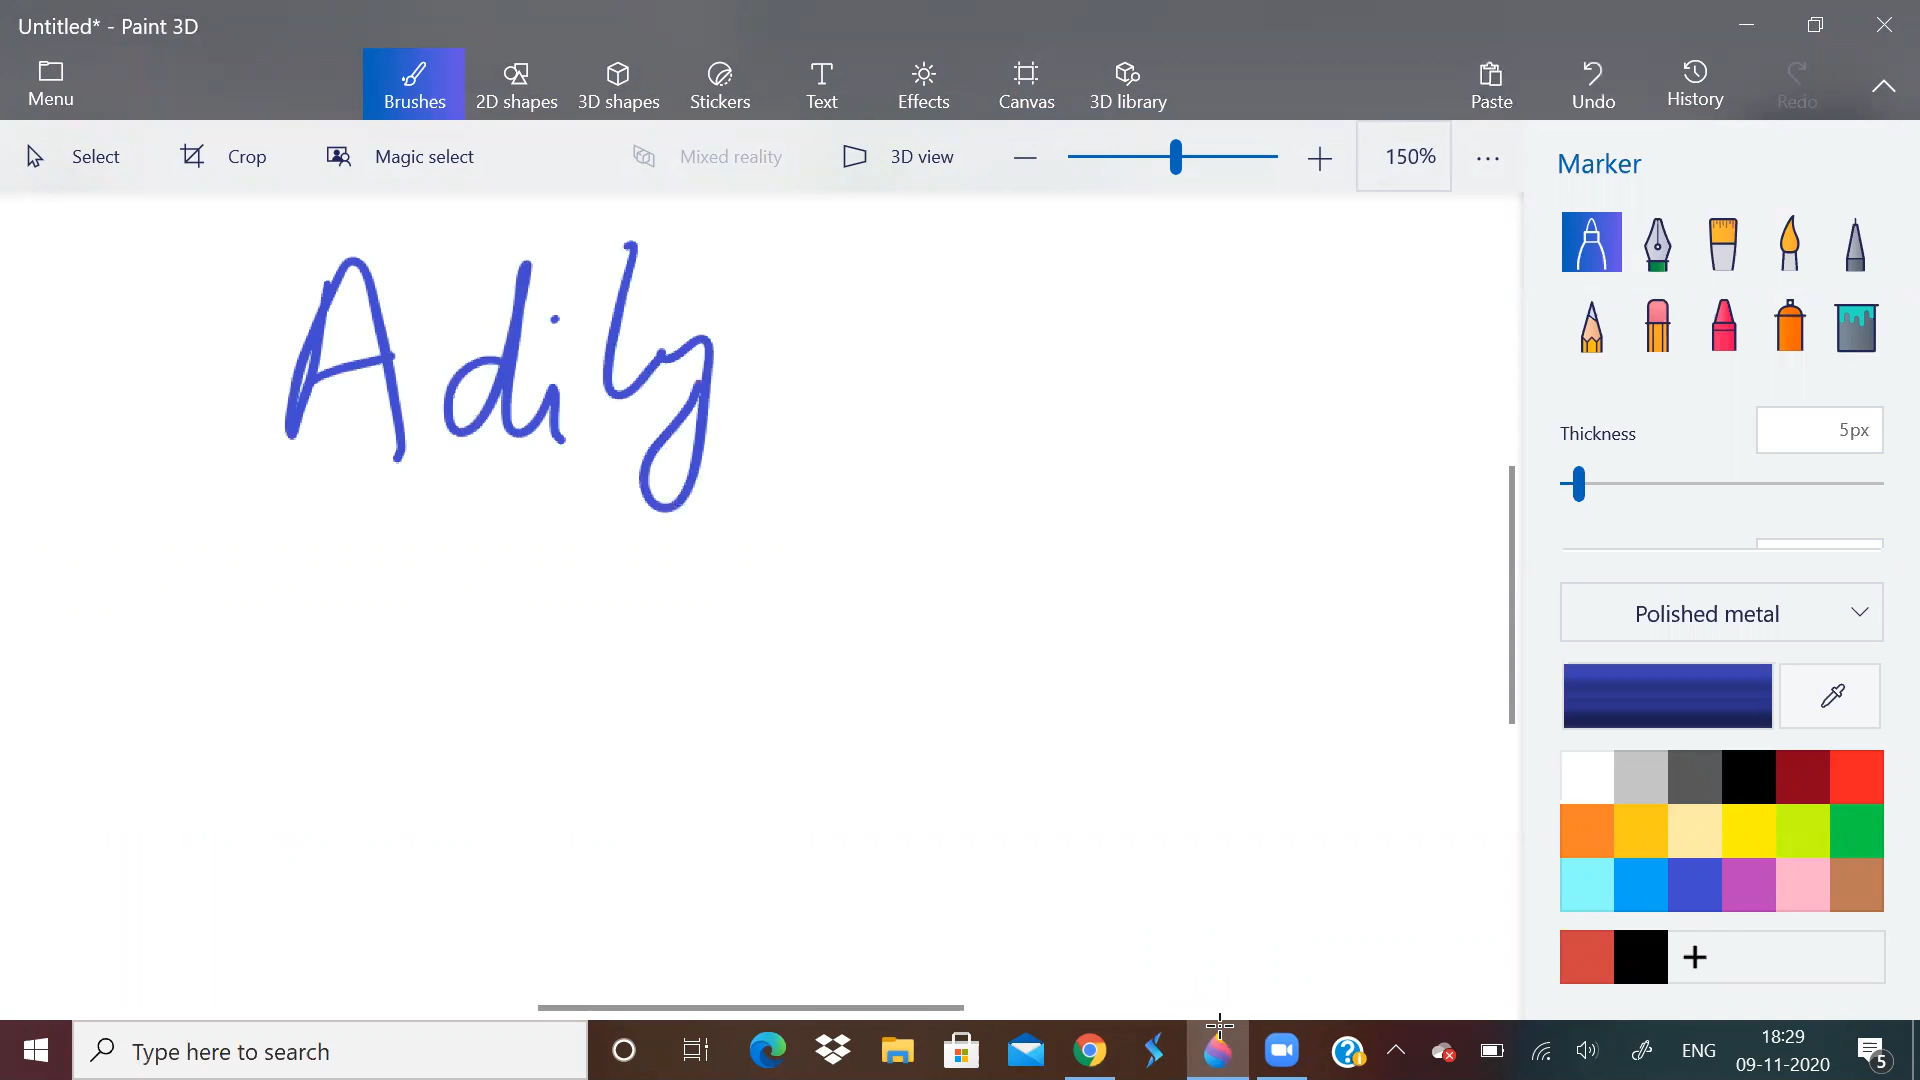 Untitled* - Paint 3D
Menu
Brushes
2D shapes
3D shapes
Stickers
Text
Effects
Canvas
3D library
Paste
Undo
History
Redo
Select
Crop
Magic select
Mixed reality
3D view
150%
Marker
Thickness
5px
Polished metal
Type here to search
ENG
18:29
09-11-2020
5